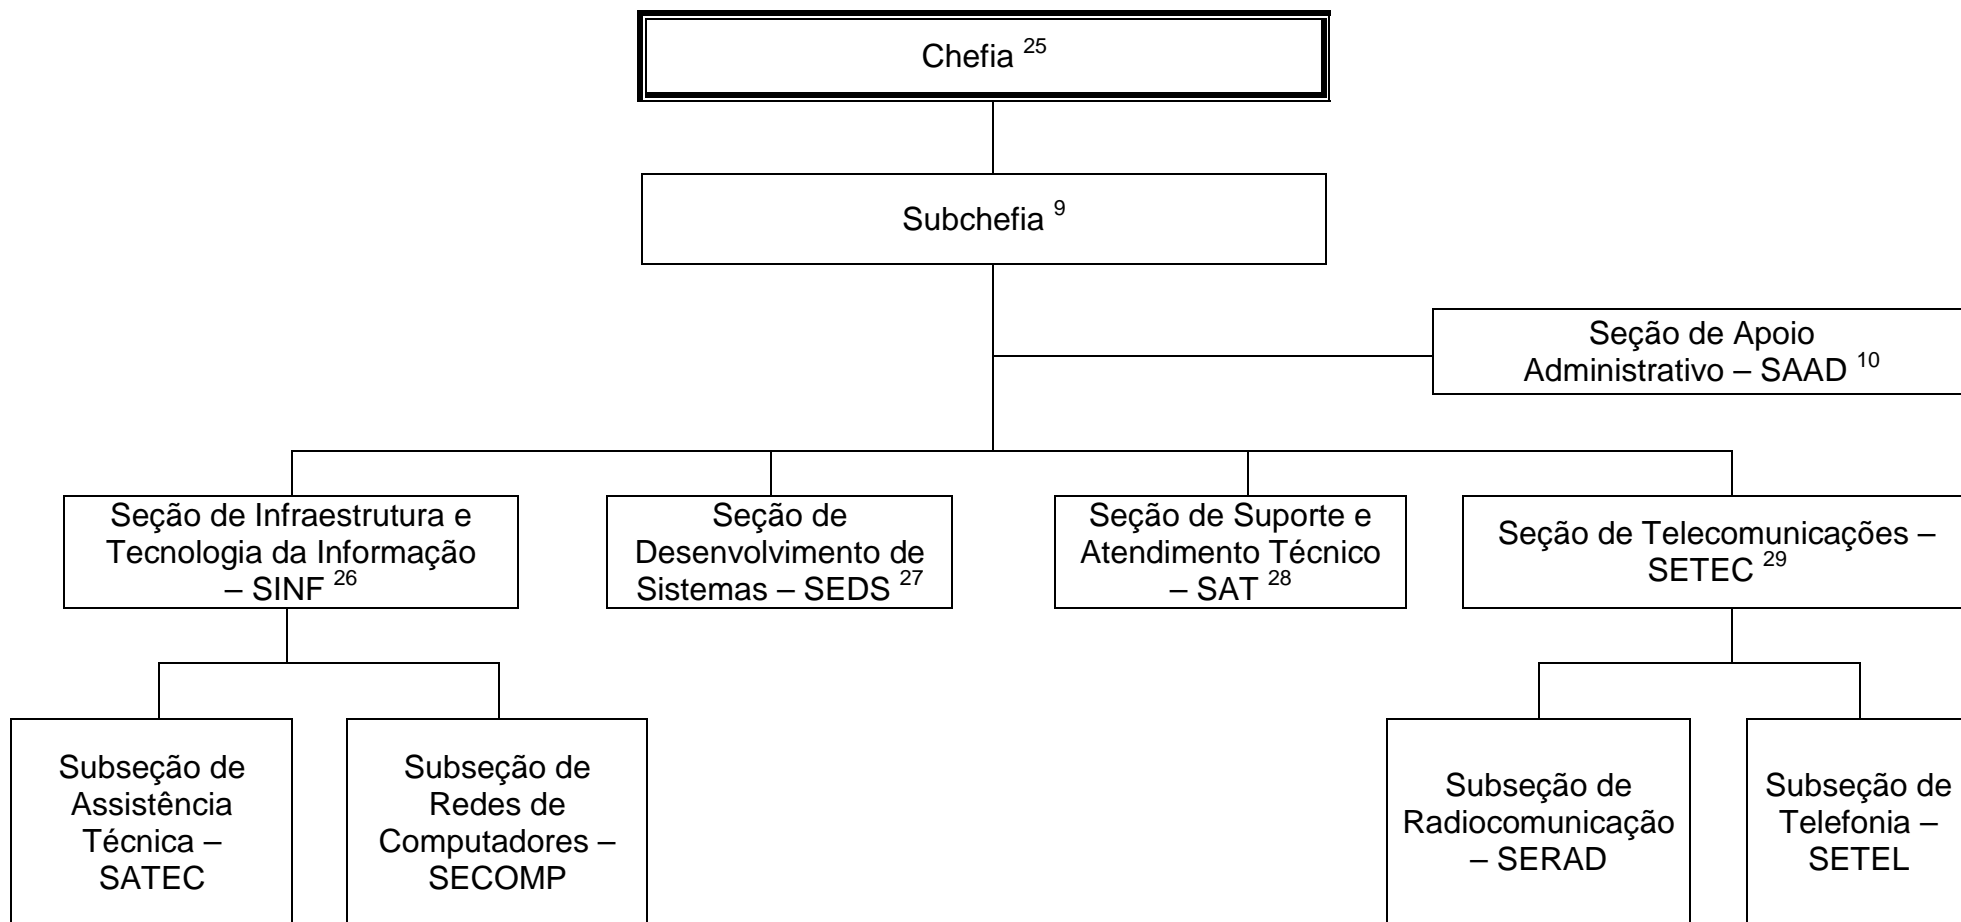 Chefia 25
Subchefia 9
Seção de Apoio
Administrativo – SAAD 10
Seção de Infraestrutura e
Tecnologia da Informação
– SINF 26
Seção de
Desenvolvimento de
Sistemas – SEDS 27
Seção de Suporte e
Atendimento Técnico
– SAT 28
Seção de Telecomunicações –
SETEC 29
Subseção de
Assistência
Técnica –
SATEC
Subseção de
Redes de
Computadores –
SECOMP
Subseção de
Radiocomunicação
– SERAD
Subseção de
Telefonia –
SETEL